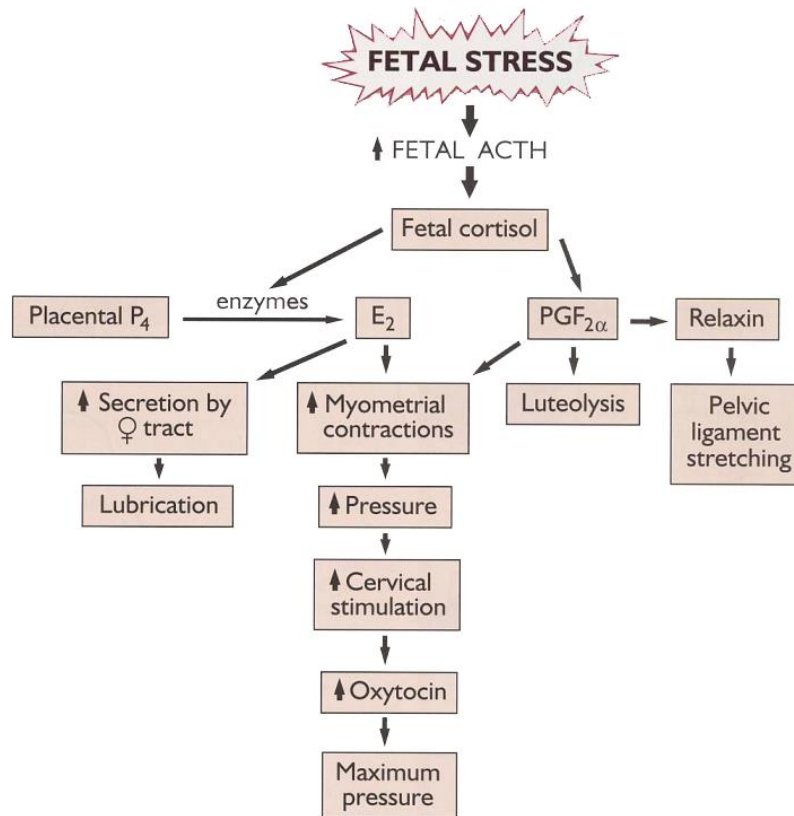 FETAL STRESS
↑ FETAL ACTH
Fetal cortisol
enzymes
Placental P₄
E₂
PGF₂α
Relaxin
↑ Secretion by
♀ tract
↑ Myometrial
contractions
Luteolysis
Pelvic
ligament
stretching
Lubrication
↑ Pressure
↑ Cervical
stimulation
↑ Oxytocin
Maximum
pressure